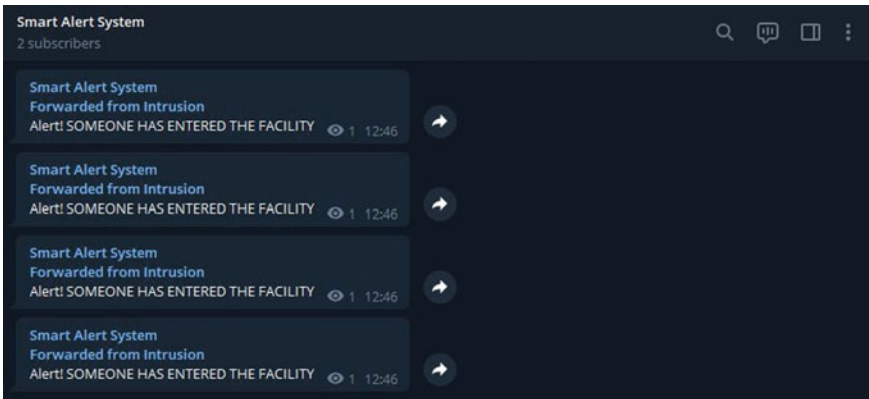 Smart Alert System
2 subscribers
Smart Alert System
Forwarded from Intrusion
Alert! SOMEONE HAS ENTERED THE FACILITY 1 12:46
Smart Alert System
Forwarded from Intrusion
Alert! SOMEONE HAS ENTERED THE FACILITY 1 12:46
Smart Alert System
Forwarded from Intrusion
Alert! SOMEONE HAS ENTERED THE FACILITY 1 12:46
Smart Alert System
Forwarded from Intrusion
Alert! SOMEONE HAS ENTERED THE FACILITY 1 12:46